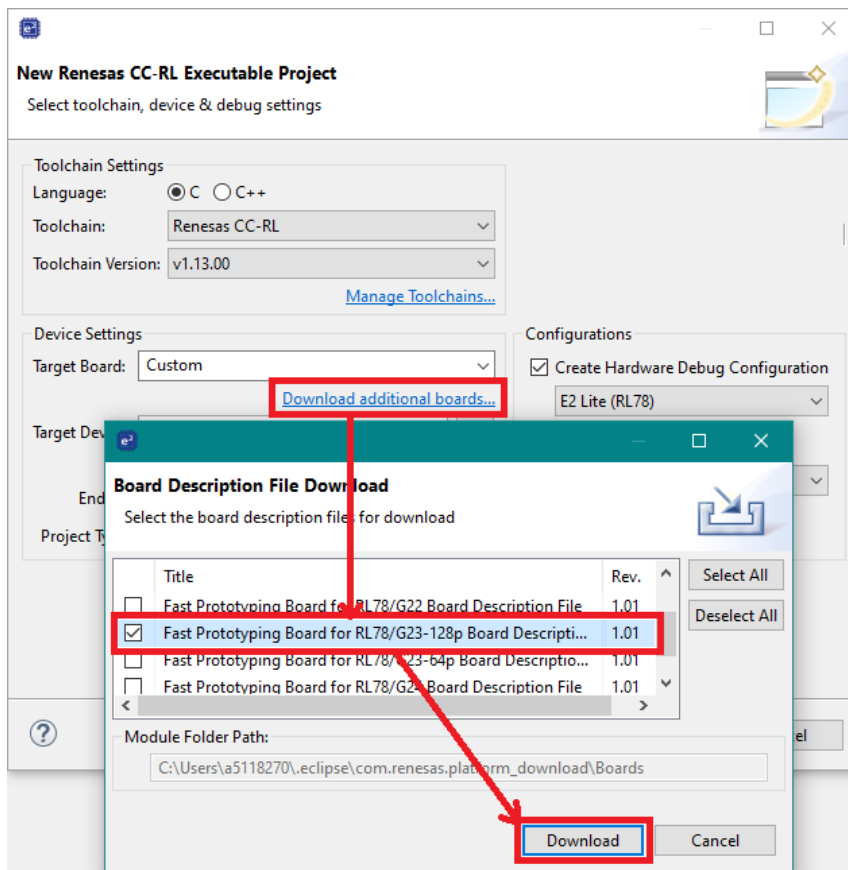 e²
New Renesas CC-RL Executable Project
Select toolchain, device & debug settings
Toolchain Settings
Language: C C++
Toolchain: Renesas CC-RL
Toolchain Version: v1.13.00
Manage Toolchains...
Device Settings
Target Board: Custom
Download additional boards...
Target Dev
End
Project Ty
Configurations
Create Hardware Debug Configuration
E2 Lite (RL78)
e²
Board Description File Download
Select the board description files for download
Title Rev.
Fast Prototyping Board for RL78/G22 Board Description File 1.01
Fast Prototyping Board for RL78/G23-128p Board Descripti... 1.01
Fast Prototyping Board for RL78/G23-64p Board Descriptio... 1.01
Fast Prototyping Board for RL78/G24 Board Description File 1.01
Select All
Deselect All
Module Folder Path:
C:\Users\a5118270\.eclipse\com.renesas.platform_download\Boards
Download Cancel
?
el